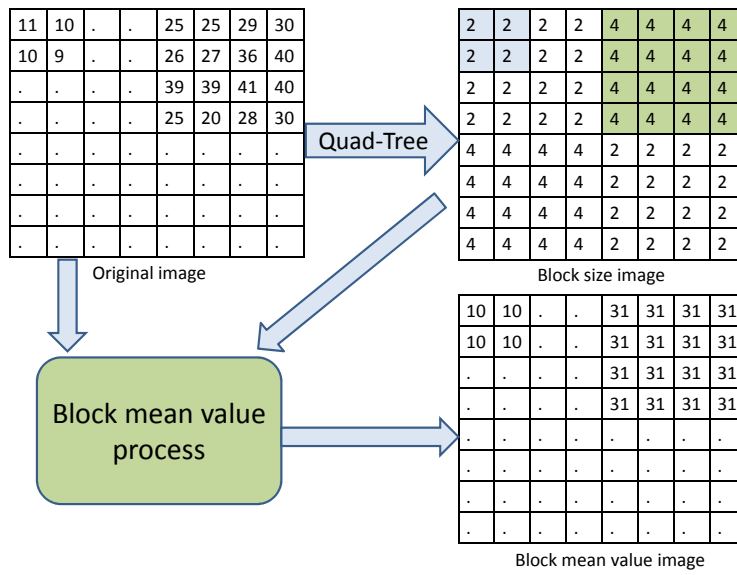 11 10 . . 25 25 29 30
10 9 . . 26 27 36 40
. . . . 39 39 41 40
. . . . 25 20 28 30
. . . . . . . .
. . . . . . . .
. . . . . . . .
. . . . . . . .
Original image
Quad-Tree
2 2 2 2 4 4 4 4
2 2 2 2 4 4 4 4
2 2 2 2 4 4 4 4
2 2 2 2 4 4 4 4
4 4 4 4 2 2 2 2
4 4 4 4 2 2 2 2
4 4 4 4 2 2 2 2
4 4 4 4 2 2 2 2
Block size image
Block mean value
process
10 10 . . 31 31 31 31
10 10 . . 31 31 31 31
. . . . 31 31 31 31
. . . . 31 31 31 31
. . . . . . . .
. . . . . . . .
. . . . . . . .
. . . . . . . .
Block mean value image